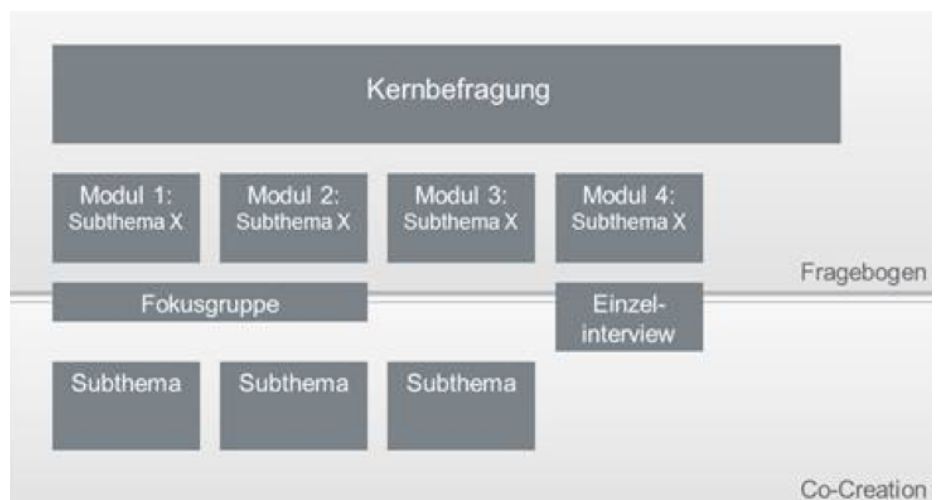 Kernbefragung
Modul 1:
Subthema X
Modul 2:
Subthema X
Modul 3:
Subthema X
Modul 4:
Subthema X
Fragebogen
Fokusgruppe
Einzel-
interview
Subthema
Subthema
Subthema
Co-Creation